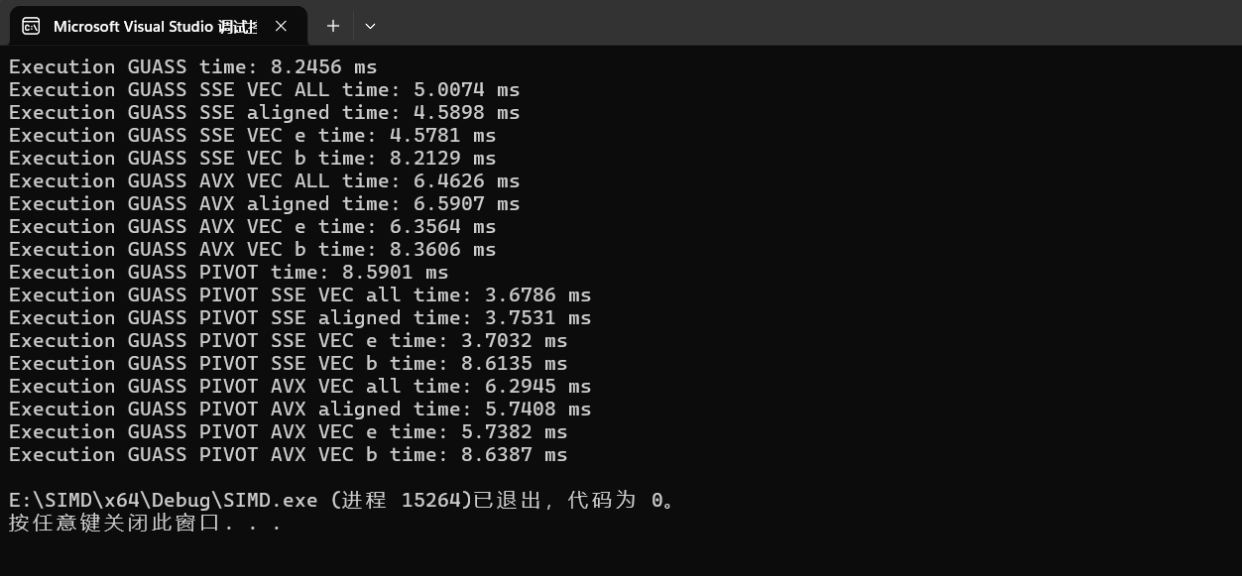 Microsoft Visual Studio 调试
Execution GUASS time: 8.2456 ms
Execution GUASS SSE VEC ALL time: 5.0074 ms
Execution GUASS SSE aligned time: 4.5898 ms
Execution GUASS SSE VEC e time: 4.5781 ms
Execution GUASS SSE VEC b time: 8.2129 ms
Execution GUASS AVX VEC ALL time: 6.4626 ms
Execution GUASS AVX aligned time: 6.5907 ms
Execution GUASS AVX VEC e time: 6.3564 ms
Execution GUASS AVX VEC b time: 8.3606 ms
Execution GUASS PIVOT time: 8.5901 ms
Execution GUASS PIVOT SSE VEC all time: 3.6786 ms
Execution GUASS PIVOT SSE aligned time: 3.7531 ms
Execution GUASS PIVOT SSE VEC e time: 3.7032 ms
Execution GUASS PIVOT SSE VEC b time: 8.6135 ms
Execution GUASS PIVOT AVX VEC all time: 6.2945 ms
Execution GUASS PIVOT AVX aligned time: 5.7408 ms
Execution GUASS PIVOT AVX VEC e time: 5.7382 ms
Execution GUASS PIVOT AVX VEC b time: 8.6387 ms
E:\SIMD\x64\Debug\SIMD.exe (进程 15264)已退出，代码为 0。
按任意键关闭此窗口. . .